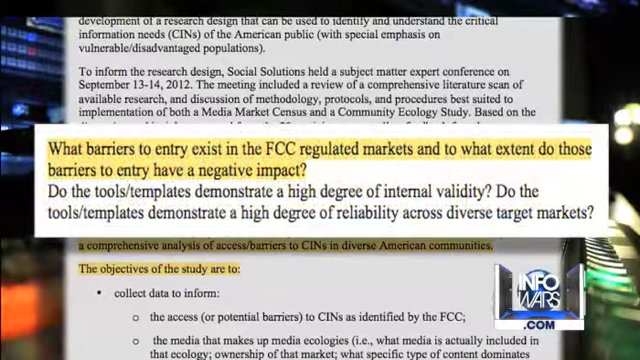 development of a research design that can be used to identify and understand the critical
information needs (CINs) of the American public (with special emphasis on
vulnerable/disadvantaged populations).
To inform the research design, Social Solutions held a subject matter expert conference on
September 13-14, 2012. The meeting included a review of a comprehensive literature scan of
available research, and discussion of methodology, protocols, and procedures best suited to
implementation of both a Media Market Census and a Community Ecology Study. Based on the
What barriers to entry exist in the FCC regulated markets and to what extent do those
barriers to entry have a negative impact?
Do the tools/templates demonstrate a high degree of internal validity? Do the
tools/templates demonstrate a high degree of reliability across diverse target markets?
a comprehensive analysis of access/barriers to CINs in diverse American communities.
The objectives of the study are to:
• collect data to inform:
o the access (or potential barriers) to CINs as identified by the FCC;
o the media that makes up media ecologies (i.e., what media is actually included in
that ecology; ownership of that market; what specific type of content dominates
INFO
WARS
.COM